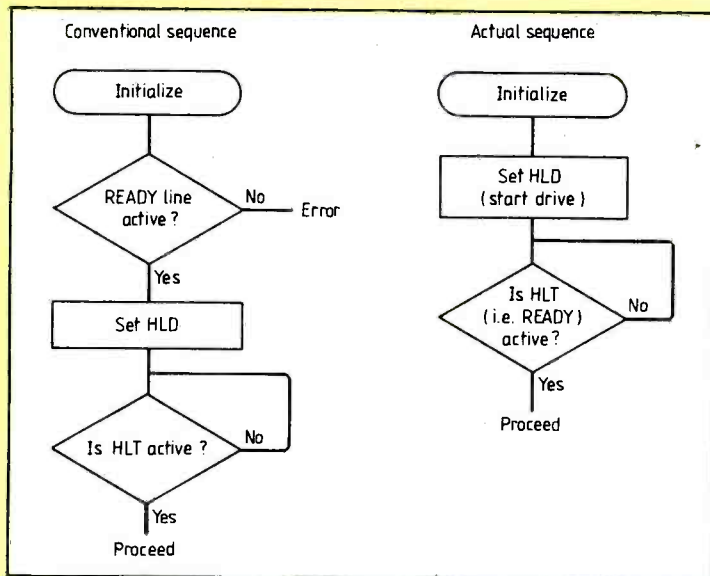 Conventional sequence
Initialize
READY line
active ?
No
Error
Yes
Set HLD
Is HLT active ?
No
Yes
Proceed
Actual sequence
Initialize
Set HLD
( start drive )
Is HLT
( i.e. READY )
active ?
No
Yes
Proceed